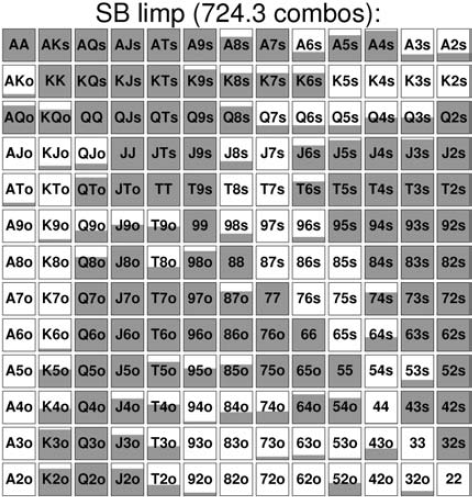 SB limp (724.3 combos):
AA AKs AQs AJs ATs A9s A8s A7s A6s A5s A4s A3s A2s
AKo KK KQs KJs KTs K9s K8s K7s K6s K5s K4s K3s K2s
AQo KQo QQ QJs QTs Q9s Q8s Q7s Q6s Q5s Q4s Q3s Q2s
AJo KJo QJo JJ JTs J9s J8s J7s J6s J5s J4s J3s J2s
ATo KTo QTo JTo TT T9s T8s T7s T6s T5s T4s T3s T2s
A9o K9o Q9o J9o T9o 99 98s 97s 96s 95s 94s 93s 92s
A8o K8o Q8o J8o T8o 98o 88 87s 86s 85s 84s 83s 82s
A7o K7o Q7o J7o T7o 97o 87o 77 76s 75s 74s 73s 72s
A6o K6o Q6o J6o T6o 96o 86o 76o 66 65s 64s 63s 62s
A5o K5o Q5o J5o T5o 95o 85o 75o 65o 55 54s 53s 52s
A4o K4o Q4o J4o T4o 94o 84o 74o 64o 54o 44 43s 42s
A3o K3o Q3o J3o T3o 93o 83o 73o 63o 53o 43o 33 32s
A2o K2o Q2o J2o T2o 92o 82o 72o 62o 52o 42o 32o 22